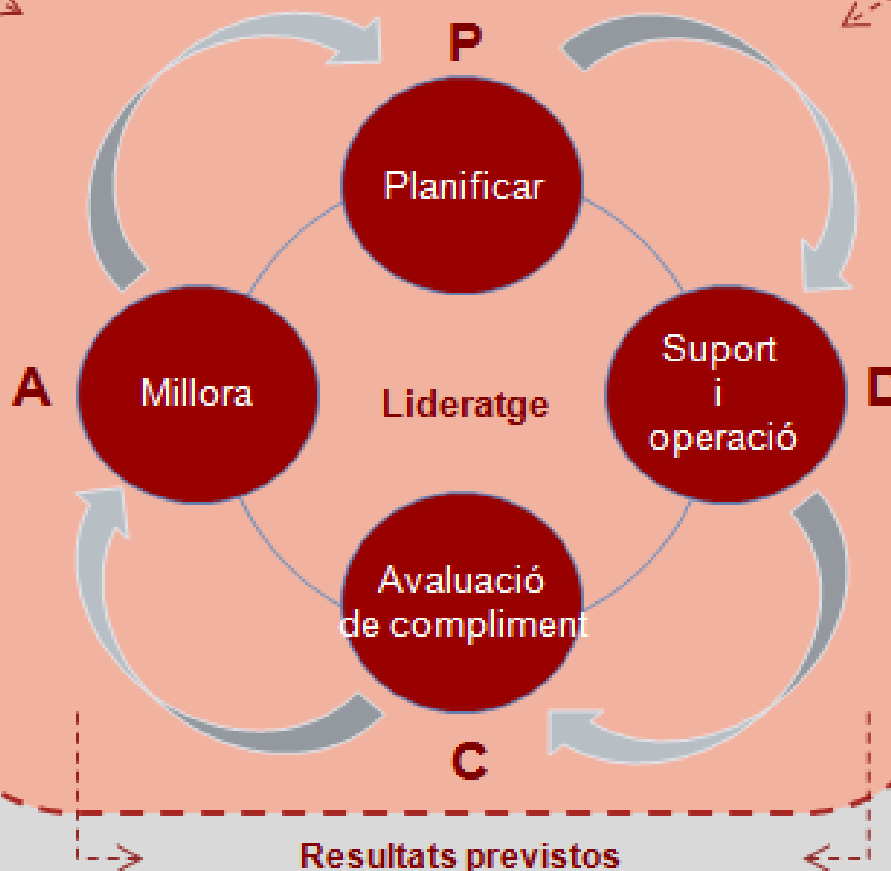 P
Planificar
A
Millora
Lideratge
Suport
i
operació
D
Avaluació
de compliment
C
Resultats previstos